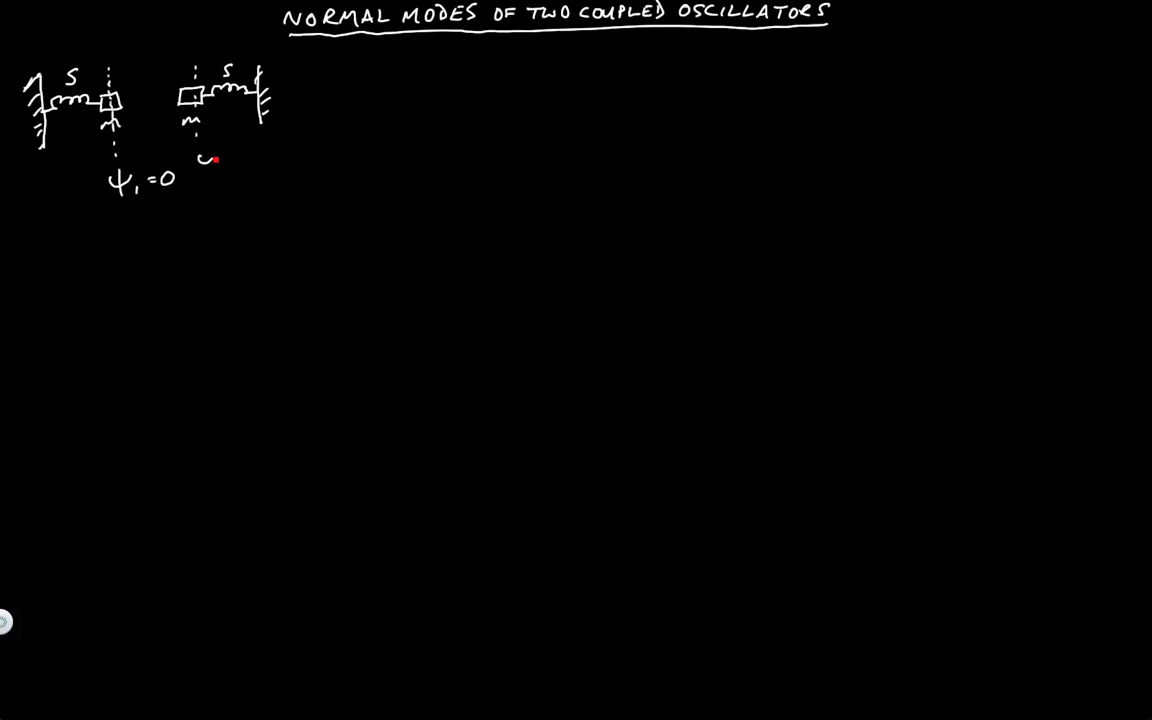 NORMAL MODES OF TWO COUPLED OSCILLATORS
S S
m m
ψ₁ = 0